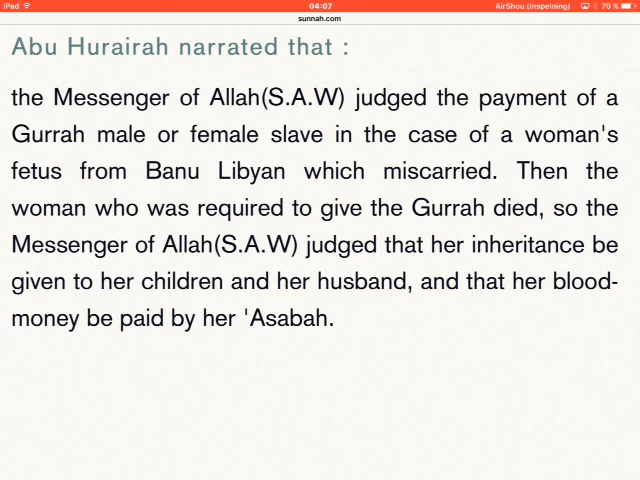 iPad 04:07 AirShou (Inspelning) 70 %
sunnah.com
Abu Hurairah narrated that :
the Messenger of Allah(S.A.W) judged the payment of a
Gurrah male or female slave in the case of a woman's
fetus from Banu Libyan which miscarried. Then the
woman who was required to give the Gurrah died, so the
Messenger of Allah(S.A.W) judged that her inheritance be
given to her children and her husband, and that her blood-
money be paid by her 'Asabah.